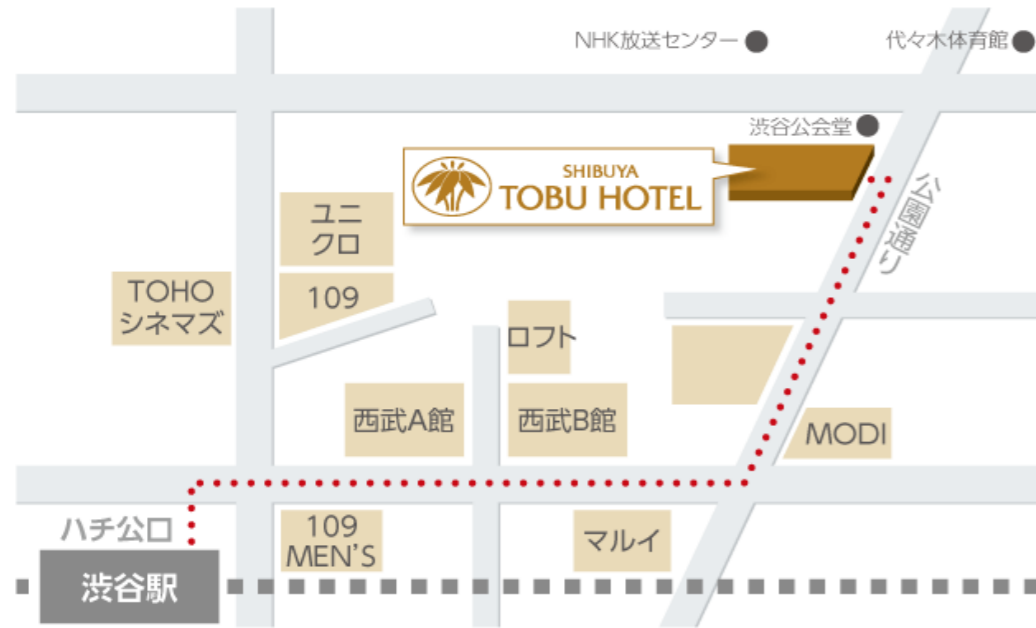 NHK放送センター
代々木体育館
渋谷公会堂
SHIBUYA
TOBU HOTEL
公園通り
ユニ
クロ
109
TOHO
シネマズ
ロフト
西武A館
西武B館
MODI
ハチ公口
109
MEN'S
マルイ
渋谷駅